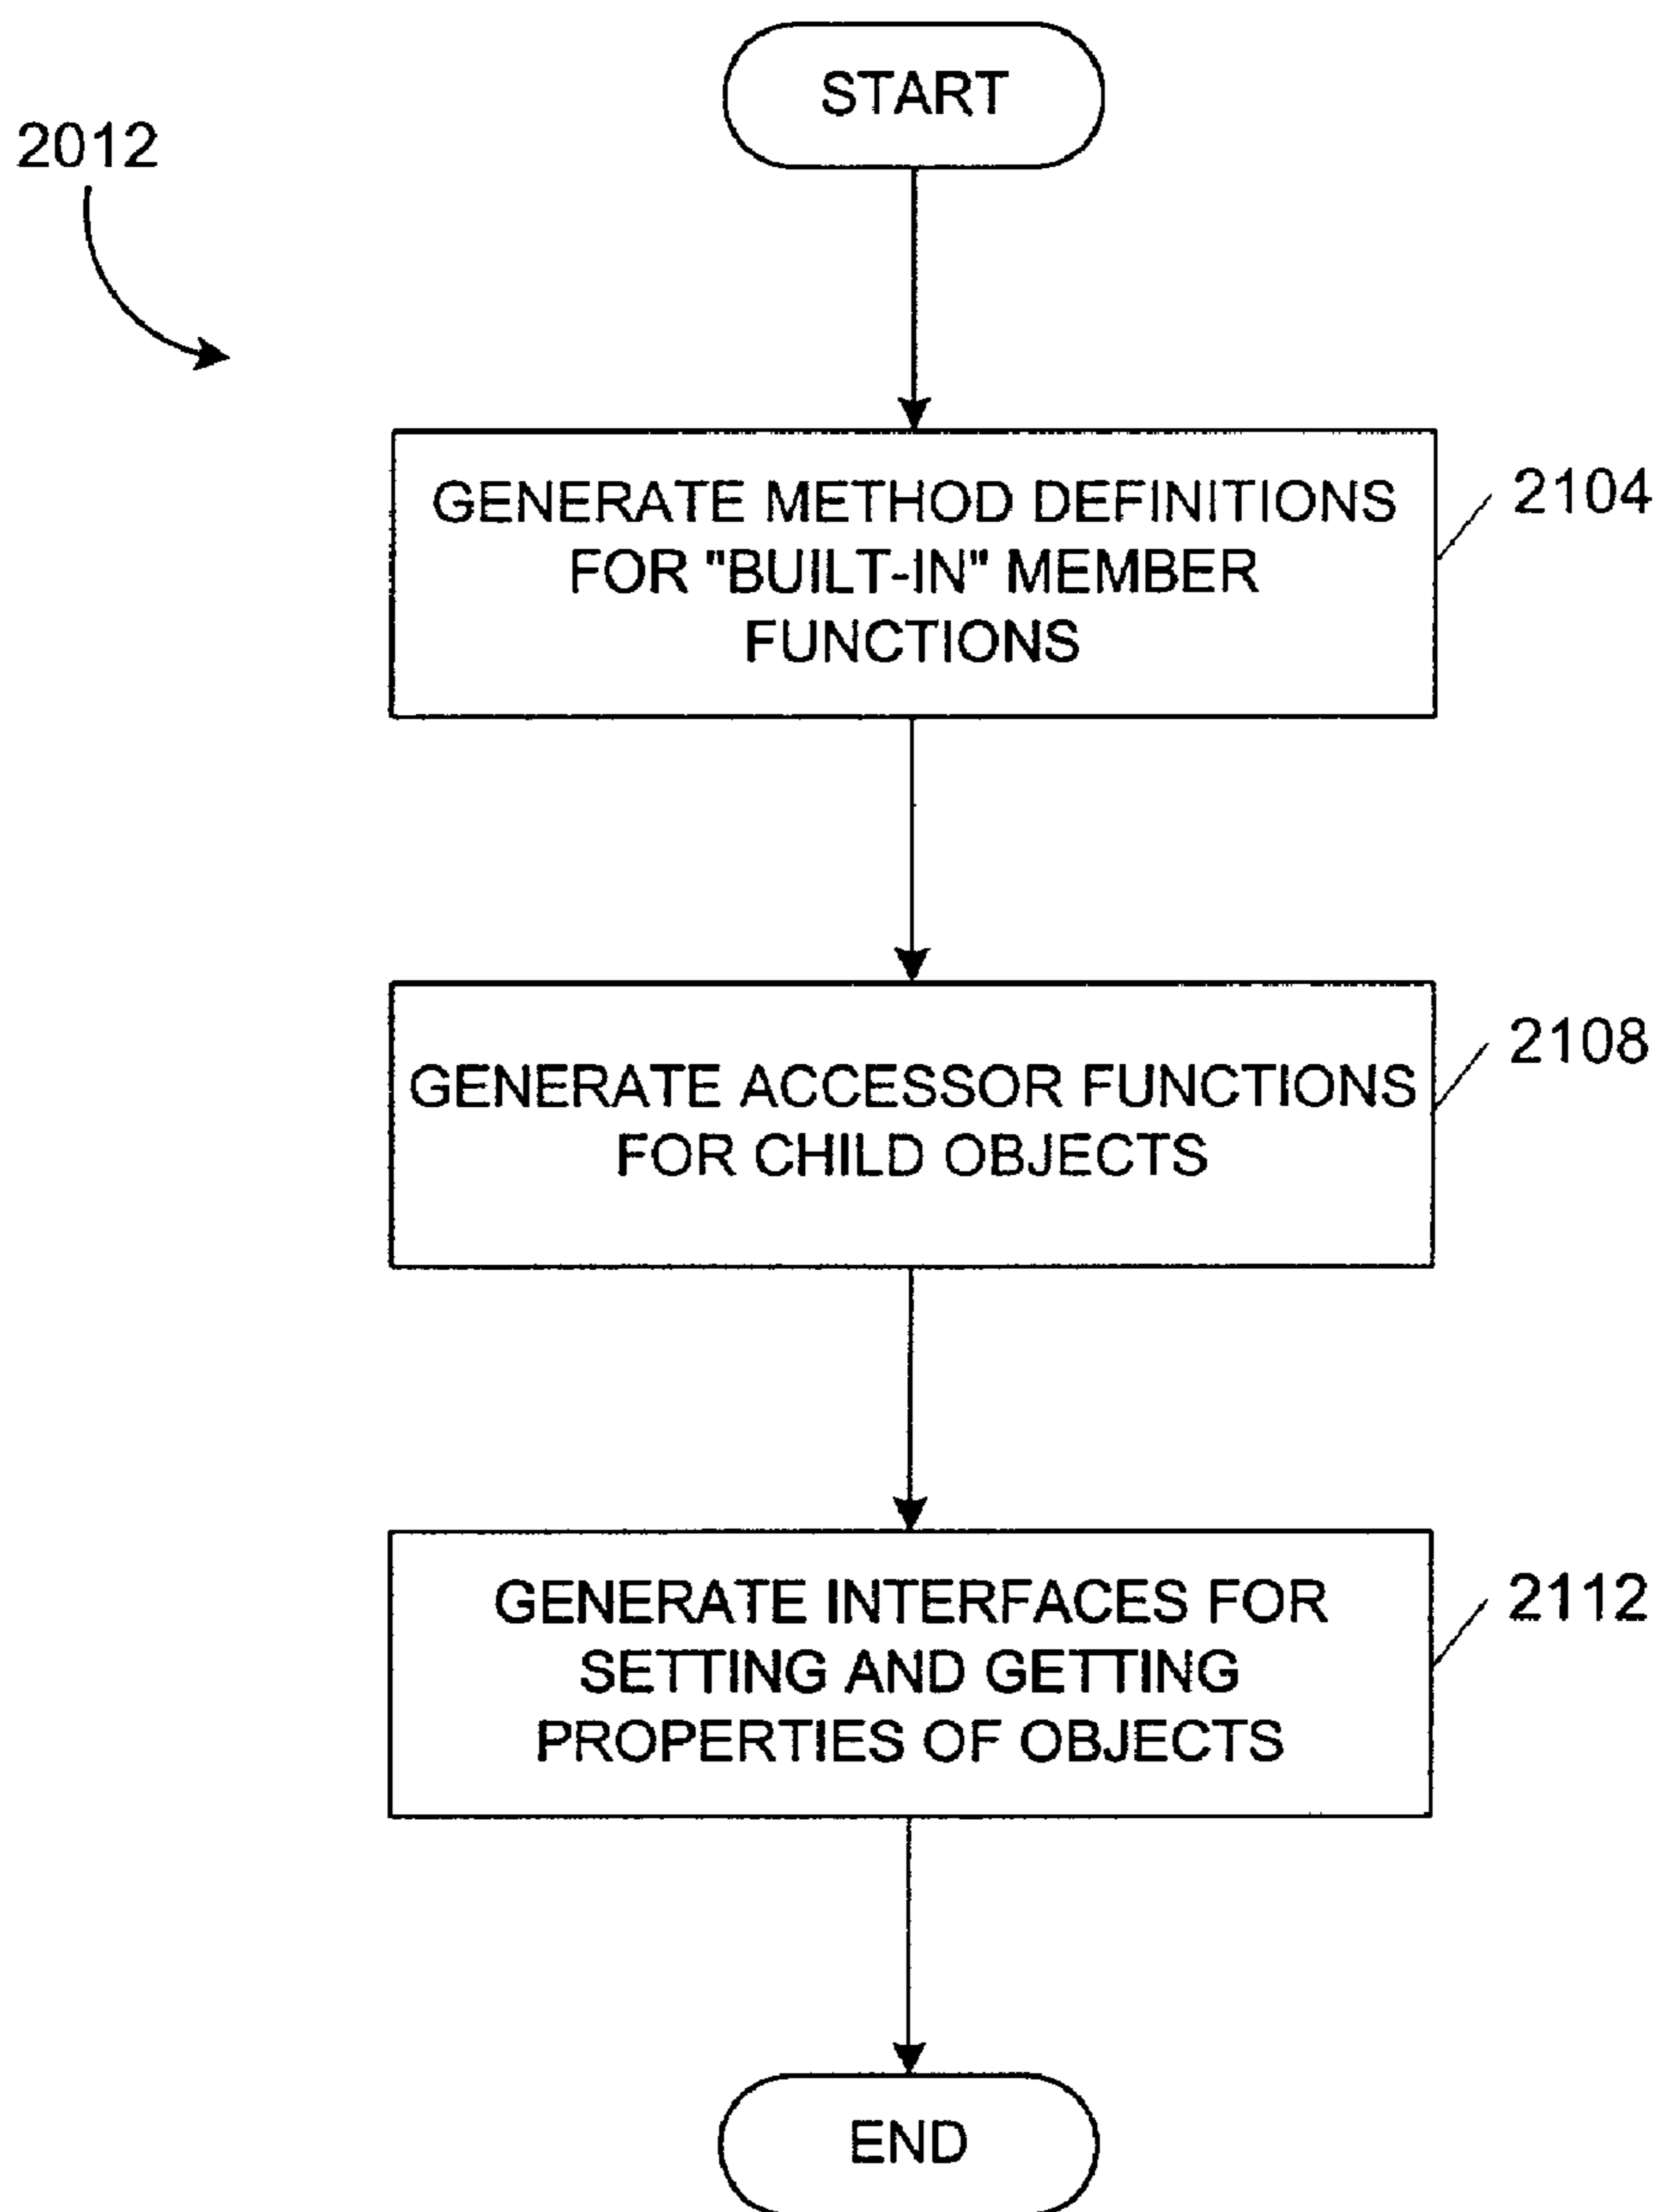 START
2012
GENERATE METHOD DEFINITIONS
FOR "BUILT-IN" MEMBER
FUNCTIONS
2104
GENERATE ACCESSOR FUNCTIONS
FOR CHILD OBJECTS
2108
GENERATE INTERFACES FOR
SETTING AND GETTING
PROPERTIES OF OBJECTS
2112
END